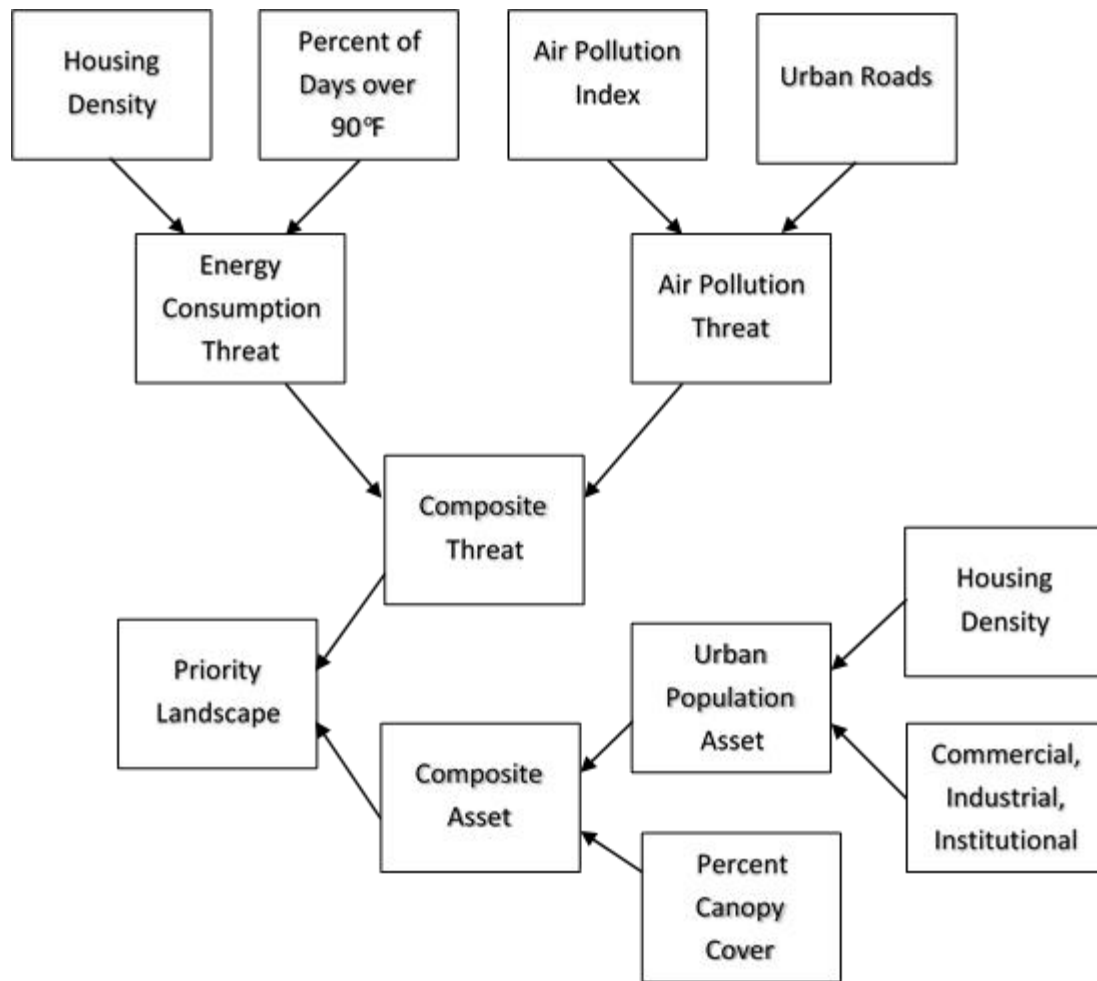 Housing
Density
Percent of
Days over
90°F
Air Pollution
Index
Urban Roads
Energy
Consumption
Threat
Air Pollution
Threat
Composite
Threat
Housing
Density
Priority
Landscape
Urban
Population
Asset
Composite
Asset
Commercial,
Industrial,
Institutional
Percent
Canopy
Cover